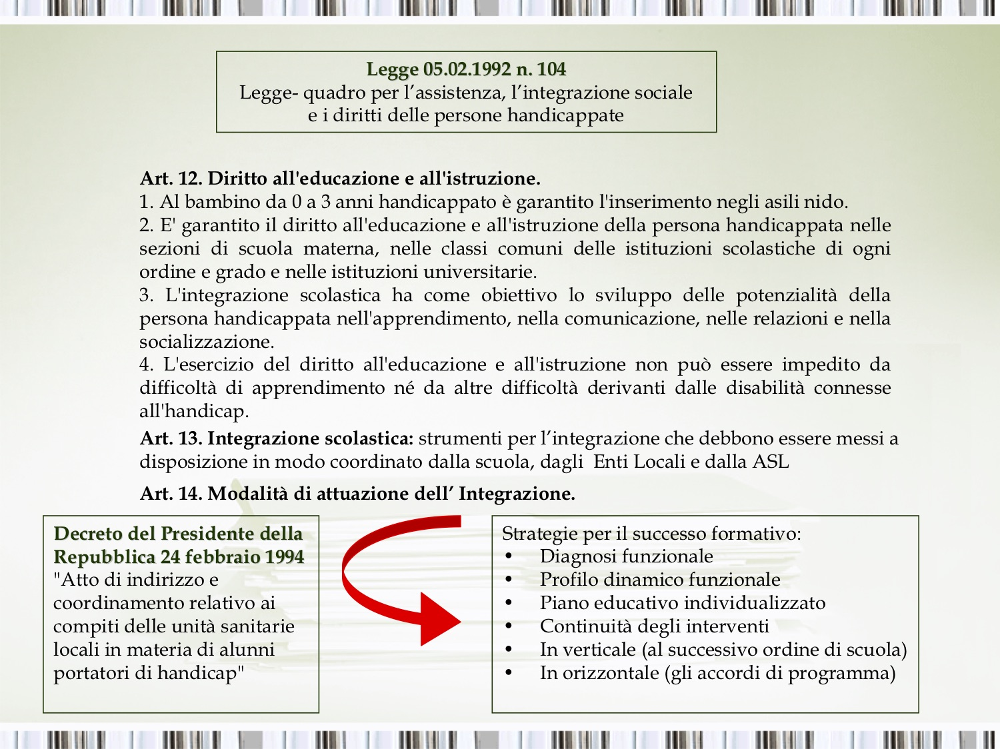 Legge 05.02.1992 n. 104
Legge- quadro per l’assistenza, l’integrazione sociale
e i diritti delle persone handicappate
Art. 12. Diritto all'educazione e all'istruzione.
1. Al bambino da 0 a 3 anni handicappato è garantito l'inserimento negli asili nido.
2. E' garantito il diritto all'educazione e all'istruzione della persona handicappata nelle
sezioni di scuola materna, nelle classi comuni delle istituzioni scolastiche di ogni
ordine e grado e nelle istituzioni universitarie.
3. L'integrazione scolastica ha come obiettivo lo sviluppo delle potenzialità della
persona handicappata nell'apprendimento, nella comunicazione, nelle relazioni e nella
socializzazione.
4. L'esercizio del diritto all'educazione e all'istruzione non può essere impedito da
difficoltà di apprendimento né da altre difficoltà derivanti dalle disabilità connesse
all'handicap.
Art. 13. Integrazione scolastica: strumenti per l’integrazione che debbono essere messi a
disposizione in modo coordinato dalla scuola, dagli  Enti Locali e dalla ASL
Art. 14. Modalità di attuazione dell’ Integrazione.
Decreto del Presidente della
Repubblica 24 febbraio 1994
"Atto di indirizzo e
coordinamento relativo ai
compiti delle unità sanitarie
locali in materia di alunni
portatori di handicap"
Strategie per il successo formativo:
• Diagnosi funzionale
• Profilo dinamico funzionale
• Piano educativo individualizzato
• Continuità degli interventi
• In verticale (al successivo ordine di scuola)
• In orizzontale (gli accordi di programma)